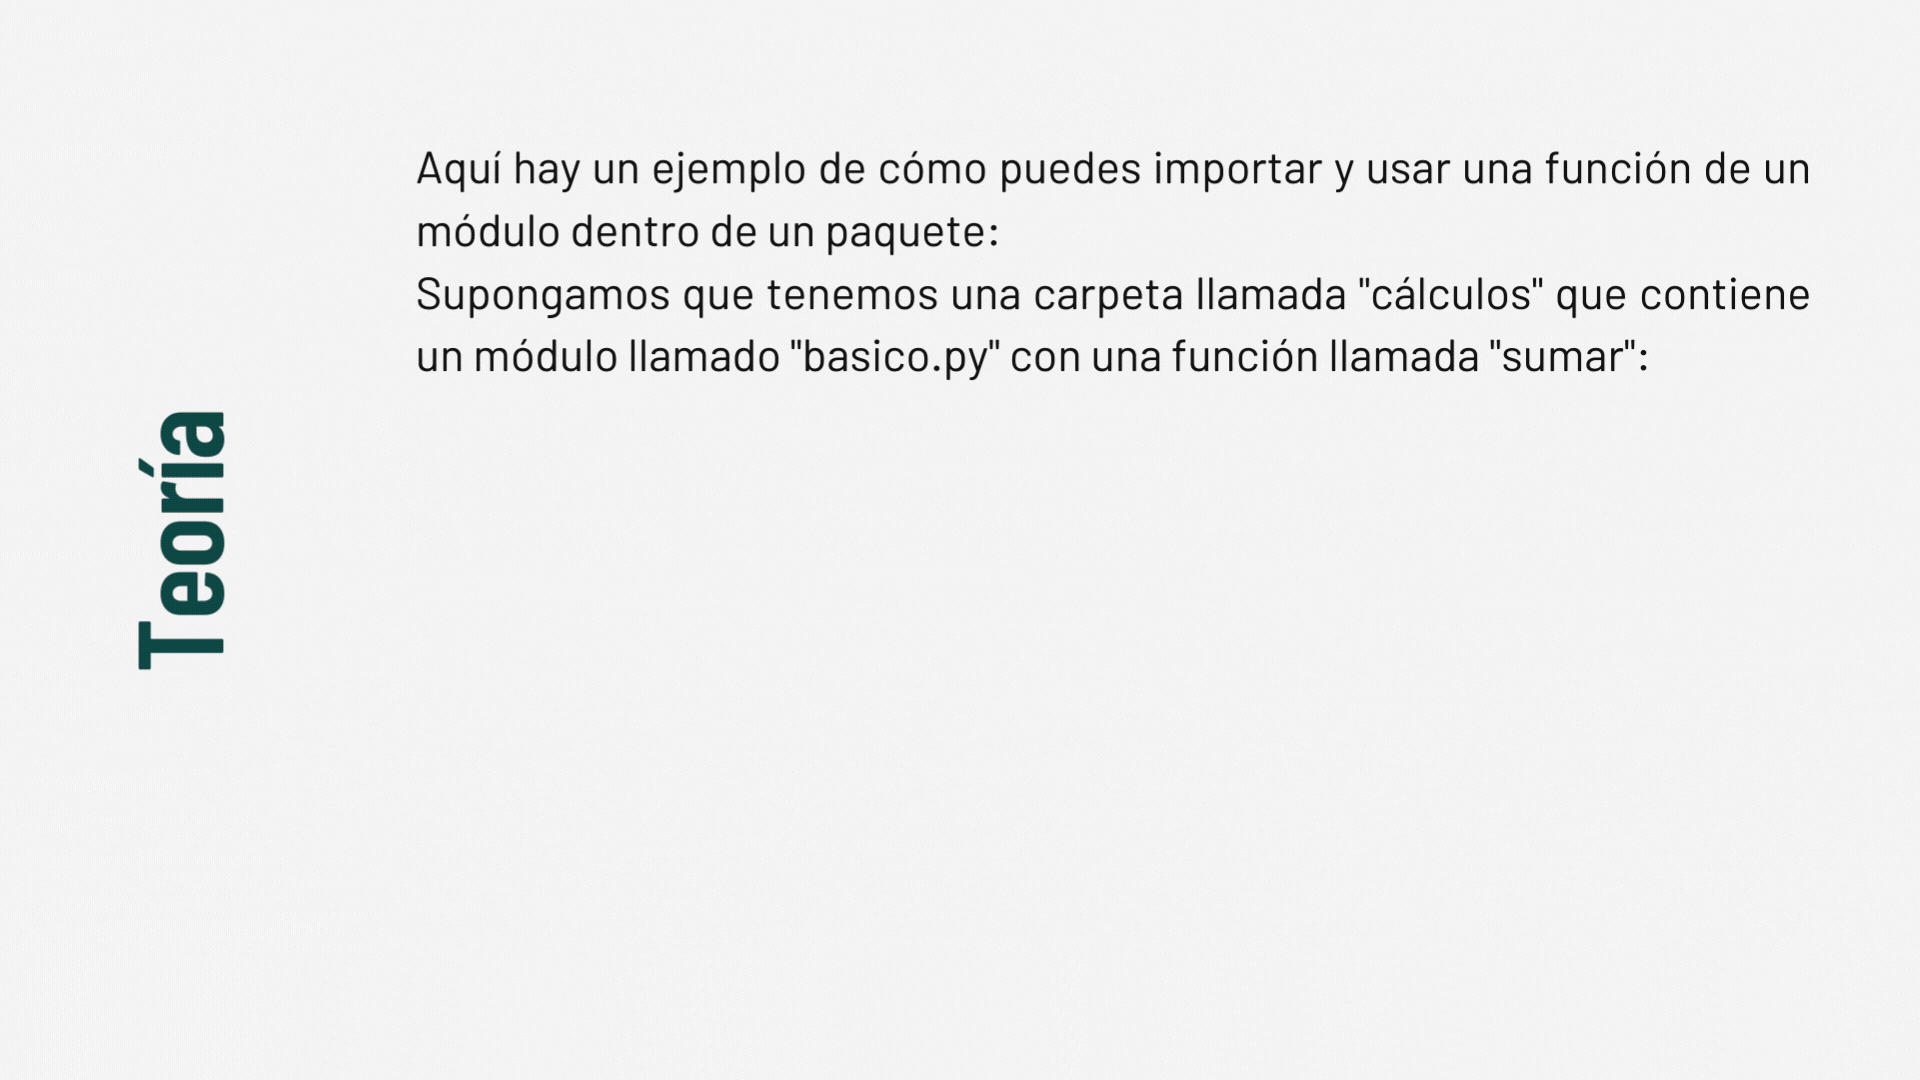 Aquí hay un ejemplo de cómo puedes importar y usar una función de un
módulo dentro de un paquete:
Supongamos que tenemos una carpeta llamada "cálculos" que contiene
un módulo llamado "basico.py" con una función llamada "sumar":
Teoría